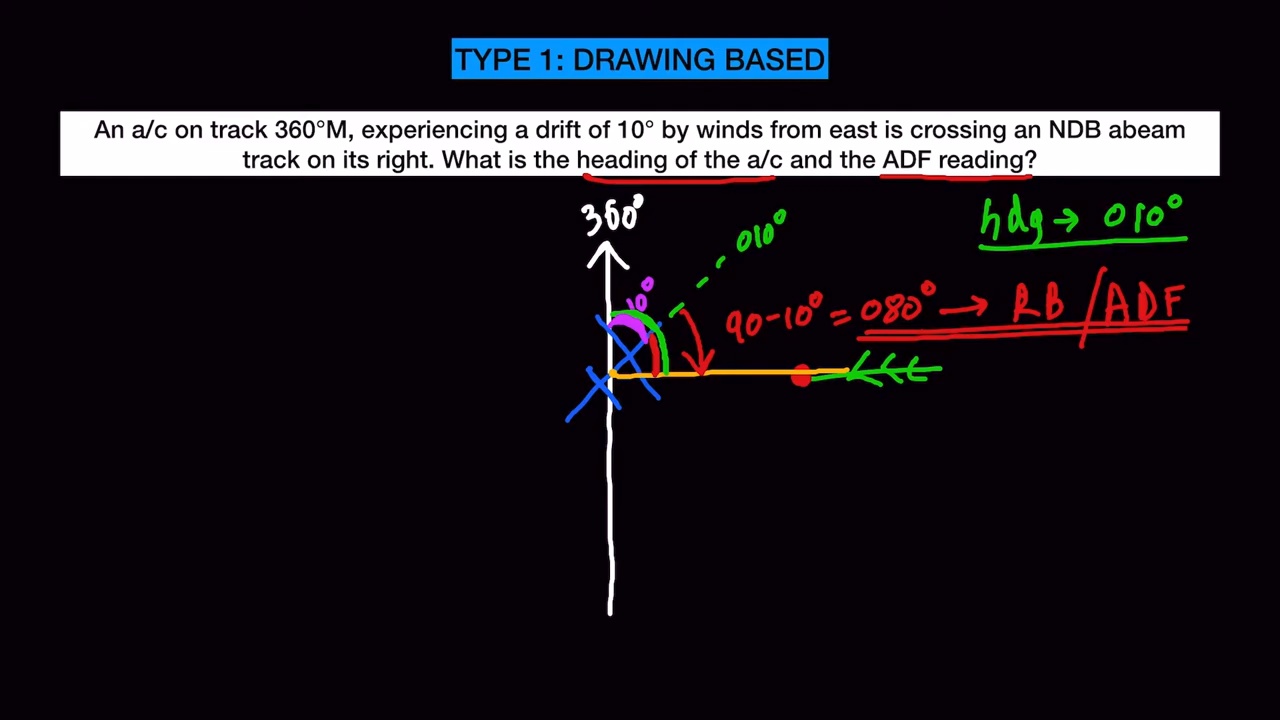 TYPE 1: DRAWING BASED
An a/c on track 360°M, experiencing a drift of 10° by winds from east is crossing an NDB abeam
track on its right. What is the heading of the a/c and the ADF reading?
360°
010°
hdg → 010°
10°
90-10° = 080° → RB/ADF